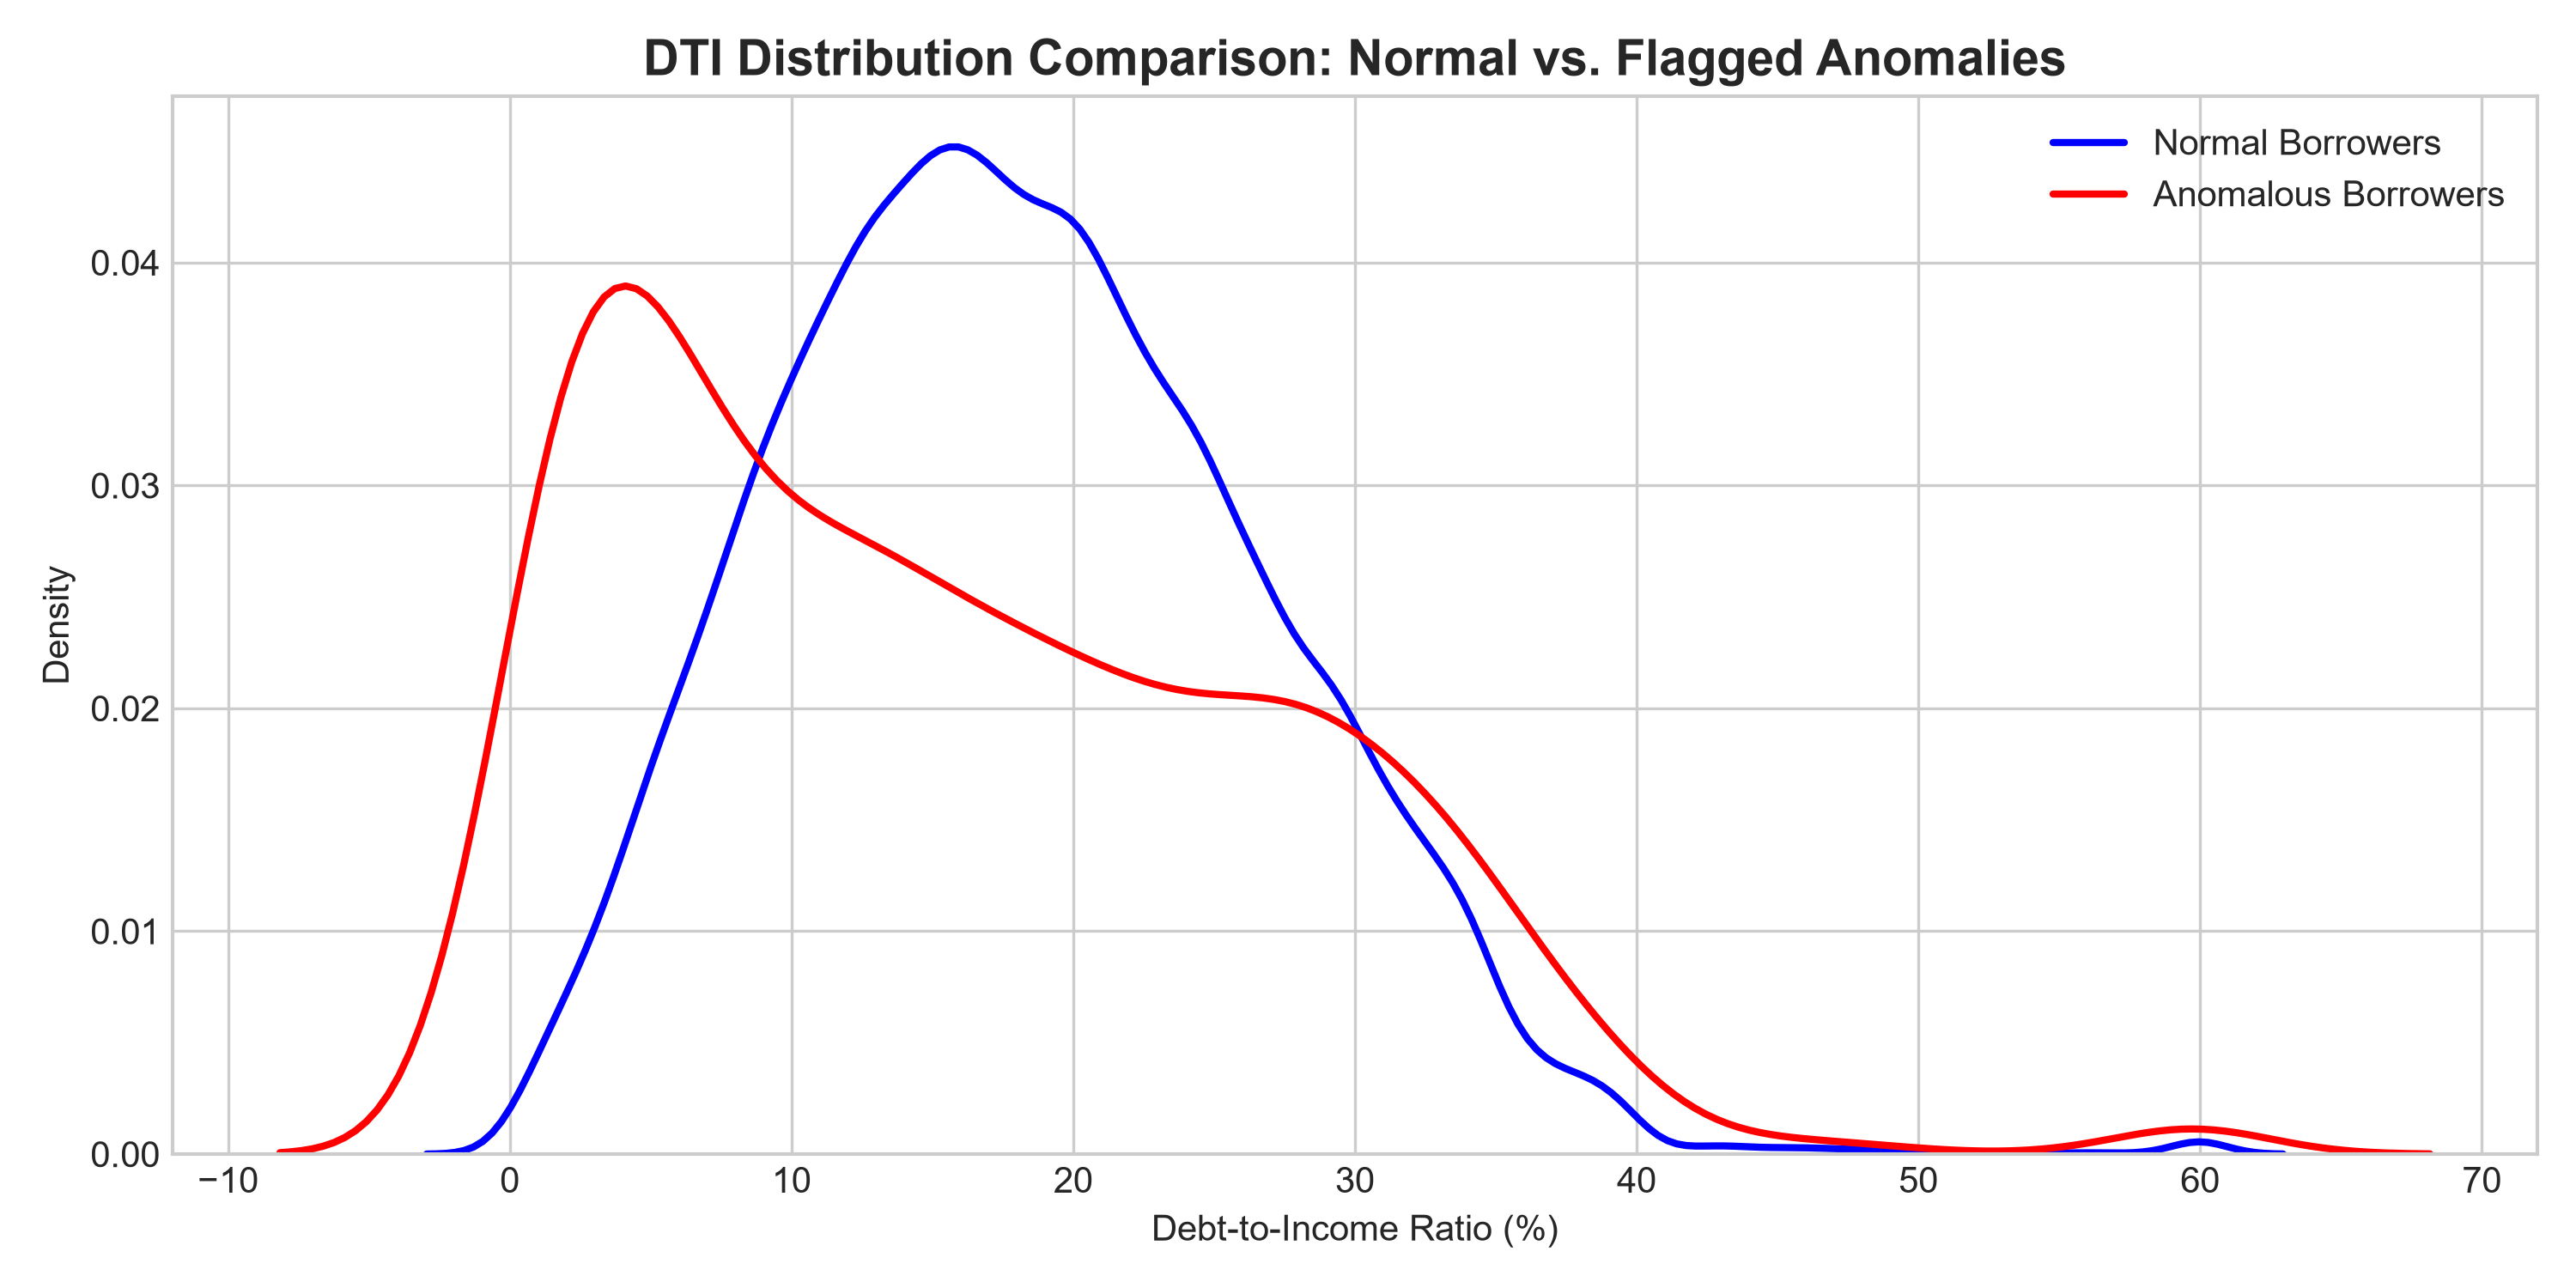 DTI Distribution Comparison: Normal vs. Flagged Anomalies
Normal Borrowers
Anomalous Borrowers
Density
0.04
0.03
0.02
0.01
0.00
−10 0 10 20 30 40 50 60 70
Debt-to-Income Ratio (%)